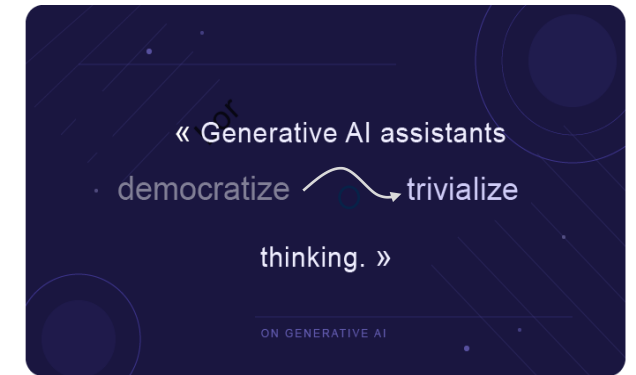 « Generative AI assistants
democratize trivialize
thinking. »
ON GENERATIVE AI